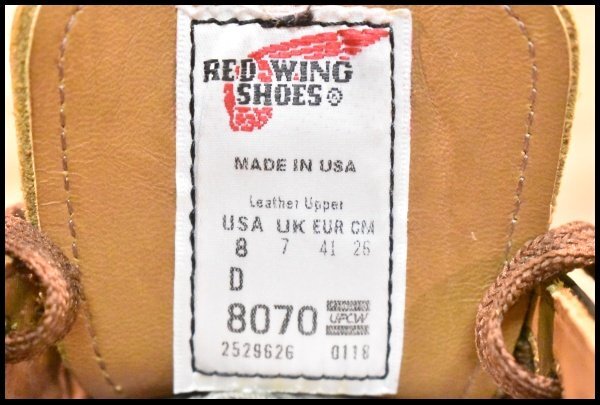 RED WING
SHOES®
MADE IN USA
Leather Upper
USA UK EUR CM
8 7 41 26
D
8070 UFCW
2529626 0118